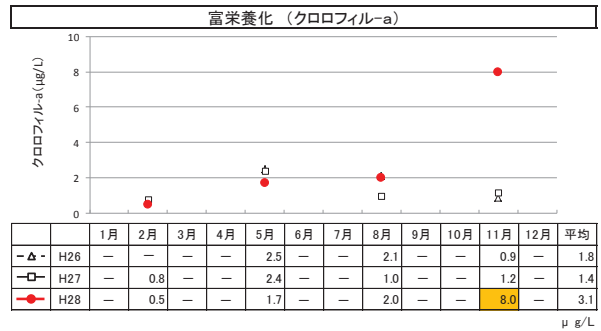 富栄養化 (クロロフィル-a)
クロロフィル-a(μg/L)
10
8
6
4
2
0
1月 2月 3月 4月 5月 6月 7月 8月 9月 10月 11月 12月 平均
H26 — — — — 2.5 — — 2.1 — — 0.9 — 1.8
H27 — 0.8 — — 2.4 — — 1.0 — — 1.2 — 1.4
H28 — 0.5 — — 1.7 — — 2.0 — — 8.0 — 3.1
μ g/L